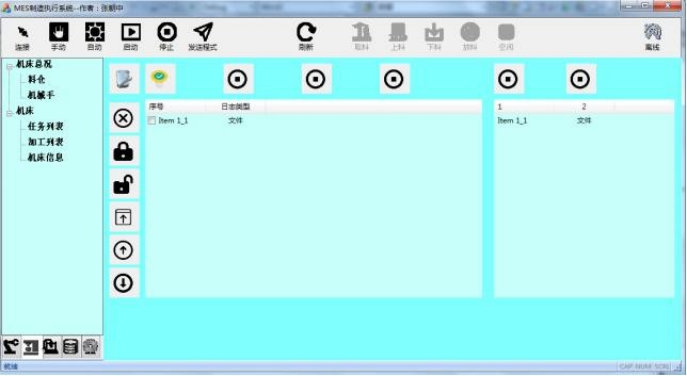 MES制造执行系统--作者：张朝中
连接 手动 自动 启动 停止 发送程式 刷新 取料 上料 下料 放料 空闲 离线
机床总况
料仓
机械手
机床
任务列表
加工列表
机床信息
序号 日志类型
Item 1_1 文件
1 2
Item 1_1 文件
就绪
CAP NUM SCRL